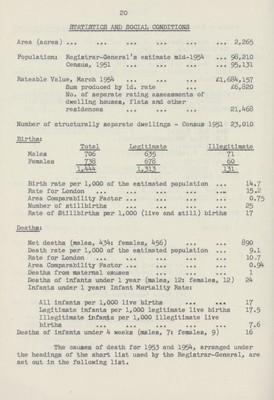 20
STATISTICS AND SOCIAL CONDITIONS
Area (acres) ... ... ... ... ... ... 2,265
Population: Registrar-General's estimate mid-1954 ... 98,210
Census, 1951 ... ... ... ... 95,131
Rateable Value, March 1954 ... ... ... £1,684,157
Sum produced by 1d. rate ... ... £6,820
No. of separate rating assessments of
dwelling houses, flats and other
residences ... ... ... ... 21,468
Number of structurally separate dwellings - Census 1951 23,010
Births:
Total Legitimate Illegitimate
Males 706 635 71
Females 738 678 60
1,444 1,313 131
Birth rate per 1,000 of the estimated population ... 14.7
Rate for London ... ... ... ... ... 15.2
Area Comparability Factor ... ... ... ... 0.75
Number of stillbirths ... ... ... ... 25
Rate of Stillbirths per 1,000 (live and still) births 17
Deaths:
Net deaths (males, 434; females, 456) ... ... 890
Death rate per 1,000 of the estimated population ... 9.1
Rate for London ... ... ... ... ... 10.7
Area Comparability Factor ... ... ... ... 0.94
Deaths from maternal causes ... ... ... 1
Deaths of infants under 1 year (males, 12; females, 12) 24
Infants under 1 year: Infant Mortality Rate:
All infants per 1,000 live births ... ... 17
Legitimate infants per 1,000 legitimate live births 17.5
Illegitimate infants per 1,000 illegitimate live
births ... ... ... ... ... ... 7.6
Deaths of infants under 4 weeks (males, 7; females, 9) 16
The causes of death for 1953 and 1954, arranged under
the headings of the short list used by the Registrar-General, are
set out in the following list.